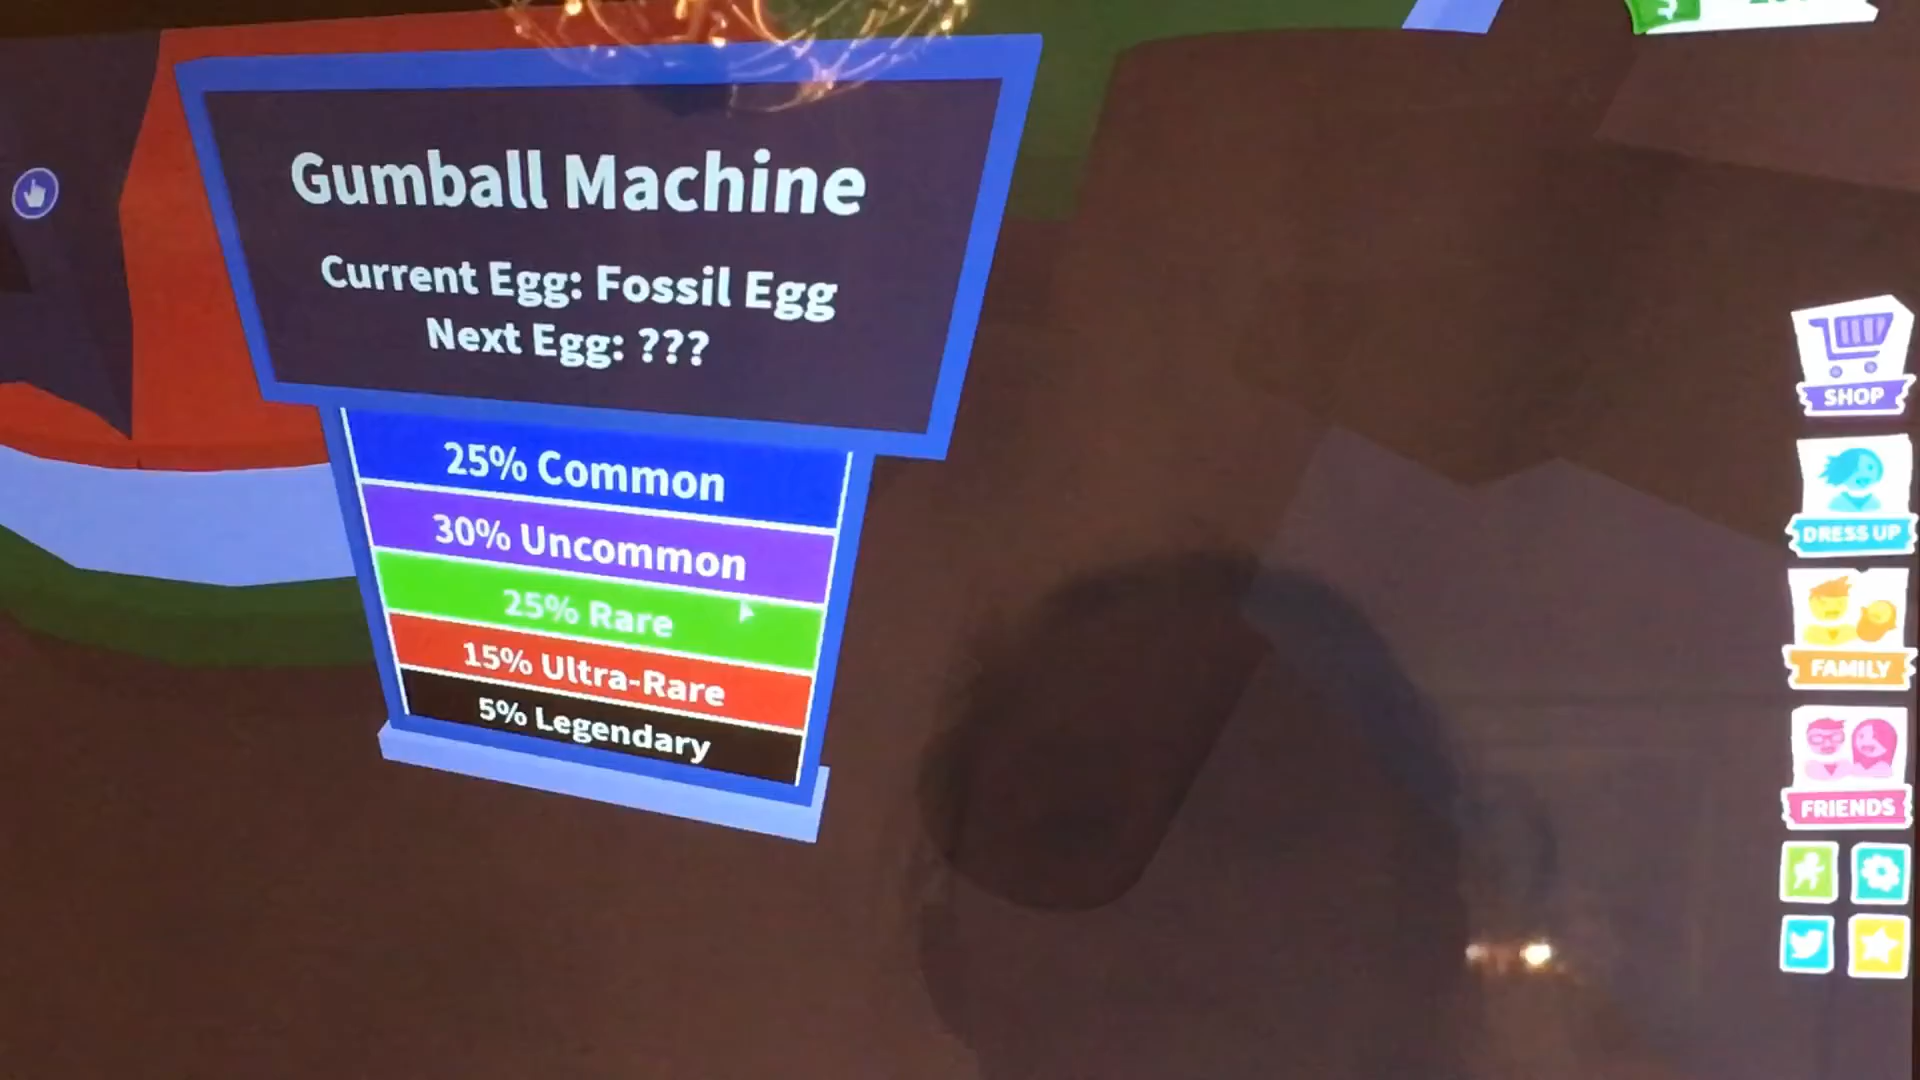 Gumball Machine
Current Egg: Fossil Egg
Next Egg: ???
25% Common
30% Uncommon
25% Rare
15% Ultra-Rare
5% Legendary
SHOP
DRESS UP
FAMILY
FRIENDS